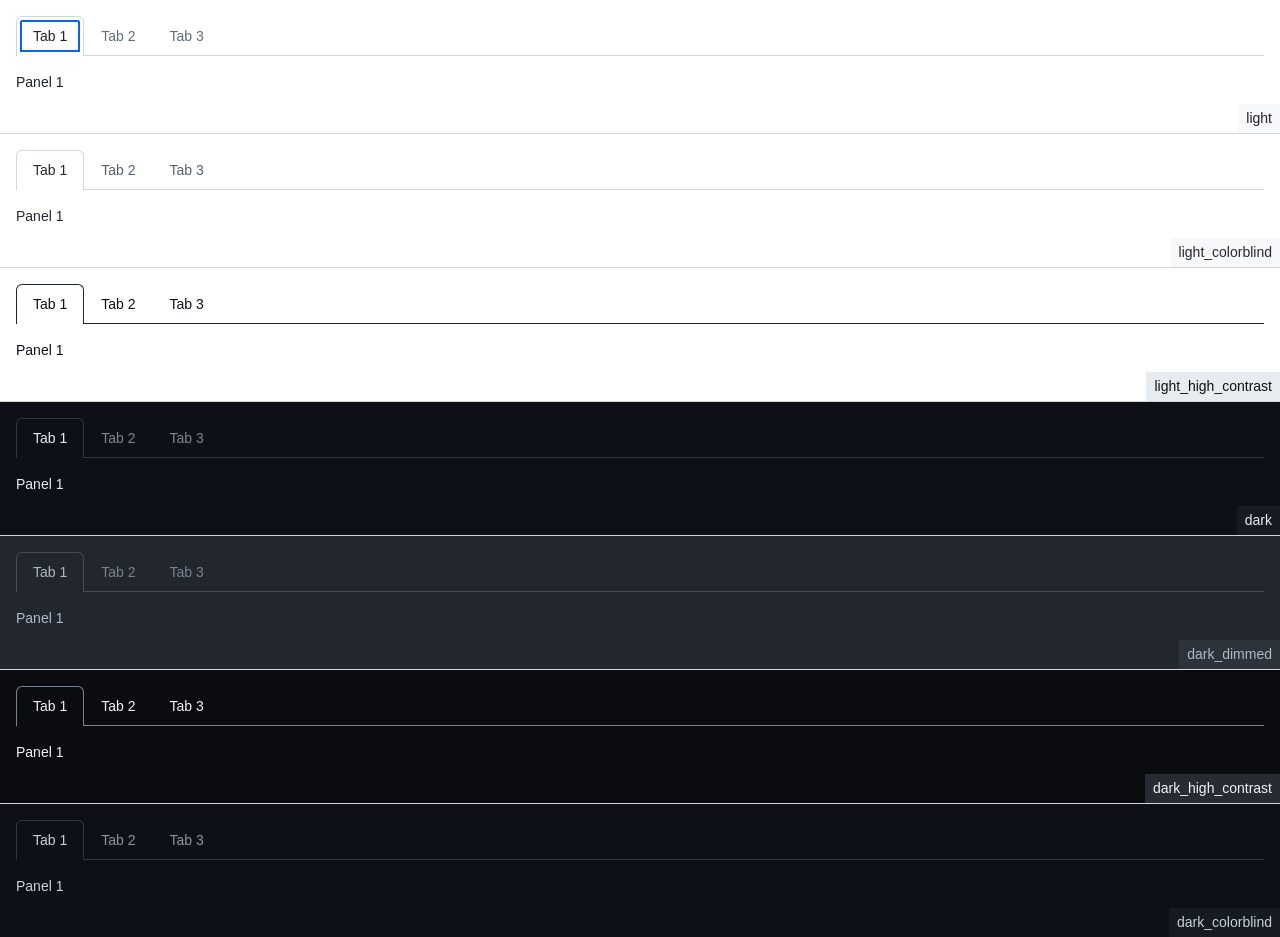 Tab 1 Tab 2 Tab 3
Panel 1
light
Tab 1 Tab 2 Tab 3
Panel 1
light_colorblind
Tab 1 Tab 2 Tab 3
Panel 1
light_high_contrast
Tab 1 Tab 2 Tab 3
Panel 1
dark
Tab 1 Tab 2 Tab 3
Panel 1
dark_dimmed
Tab 1 Tab 2 Tab 3
Panel 1
dark_high_contrast
Tab 1 Tab 2 Tab 3
Panel 1
dark_colorblind